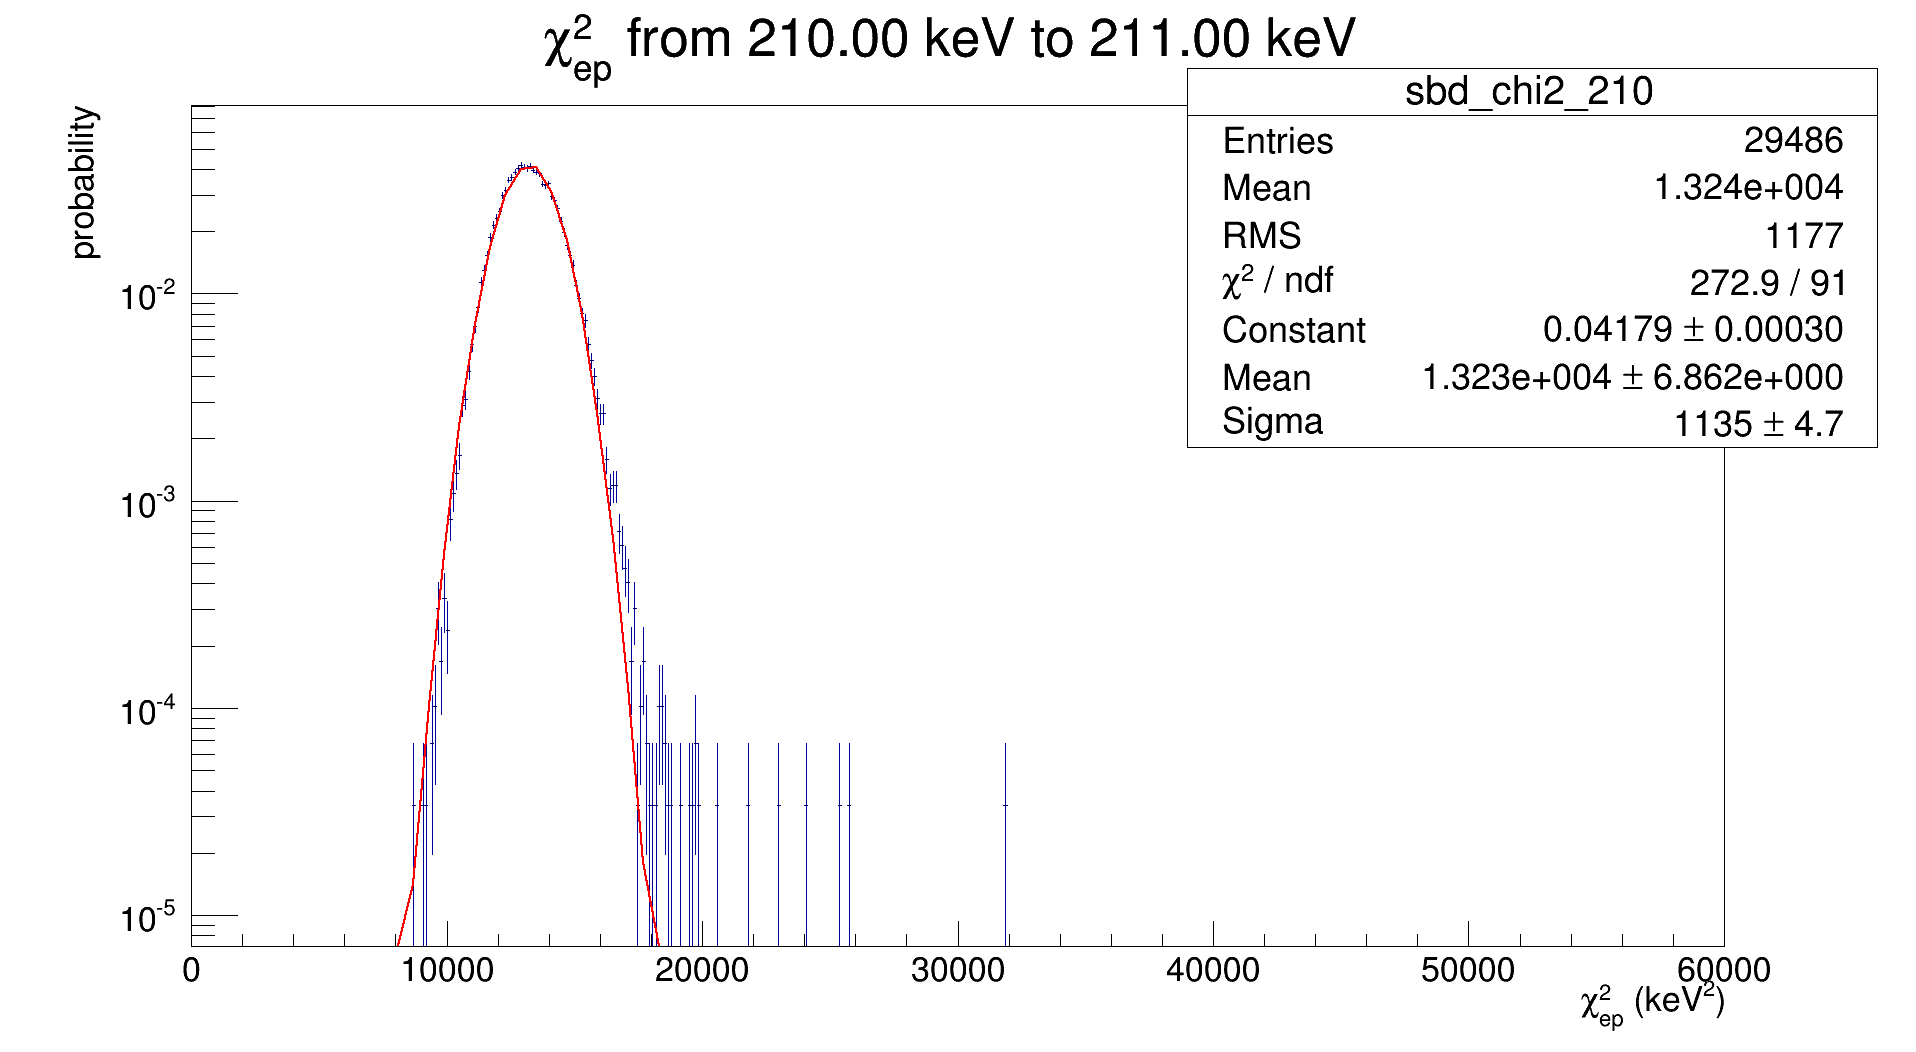 χ²ep from 210.00 keV to 211.00 keV
sbd_chi2_210
Entries 29486
Mean 1.324e+004
RMS 1177
χ² / ndf 272.9 / 91
Constant 0.04179 ± 0.00030
Mean 1.323e+004 ± 6.862e+000
Sigma 1135 ± 4.7
probability
10⁻²
10⁻³
10⁻⁴
10⁻⁵
0 10000 20000 30000 40000 50000 60000
χ²ep (keV²)